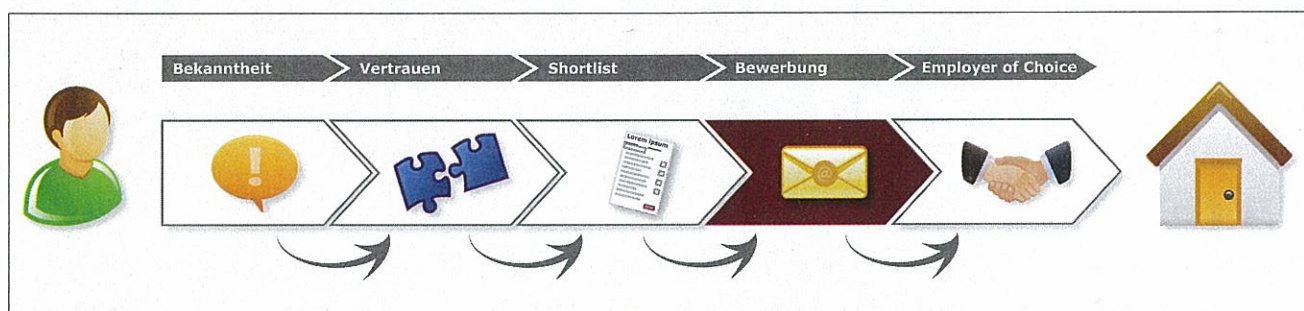 Bekanntheit
Vertrauen
Shortlist
Bewerbung
Employer of Choice
Lorem Ipsum
@